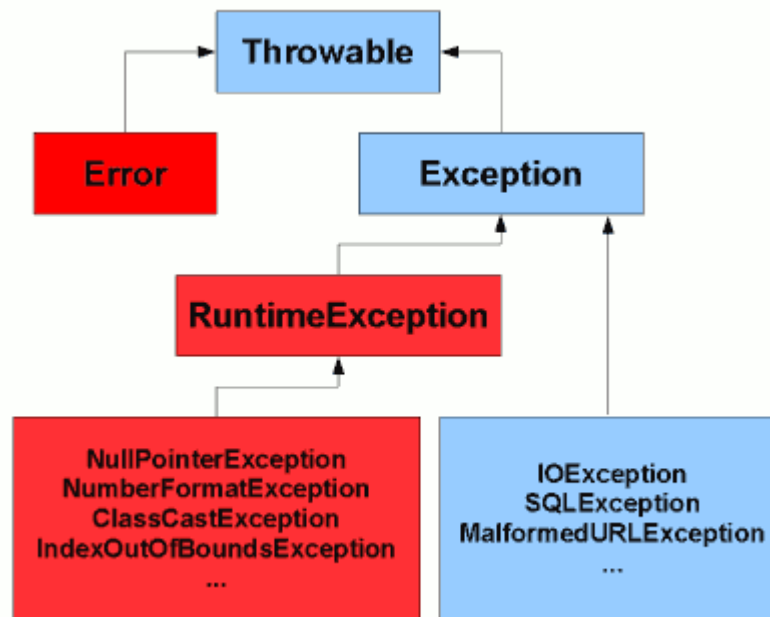 Throwable
Error
Exception
RuntimeException
NullPointerException
NumberFormatException
ClassCastException
IndexOutOfBoundsException
...
IOException
SQLException
MalformedURLException
...